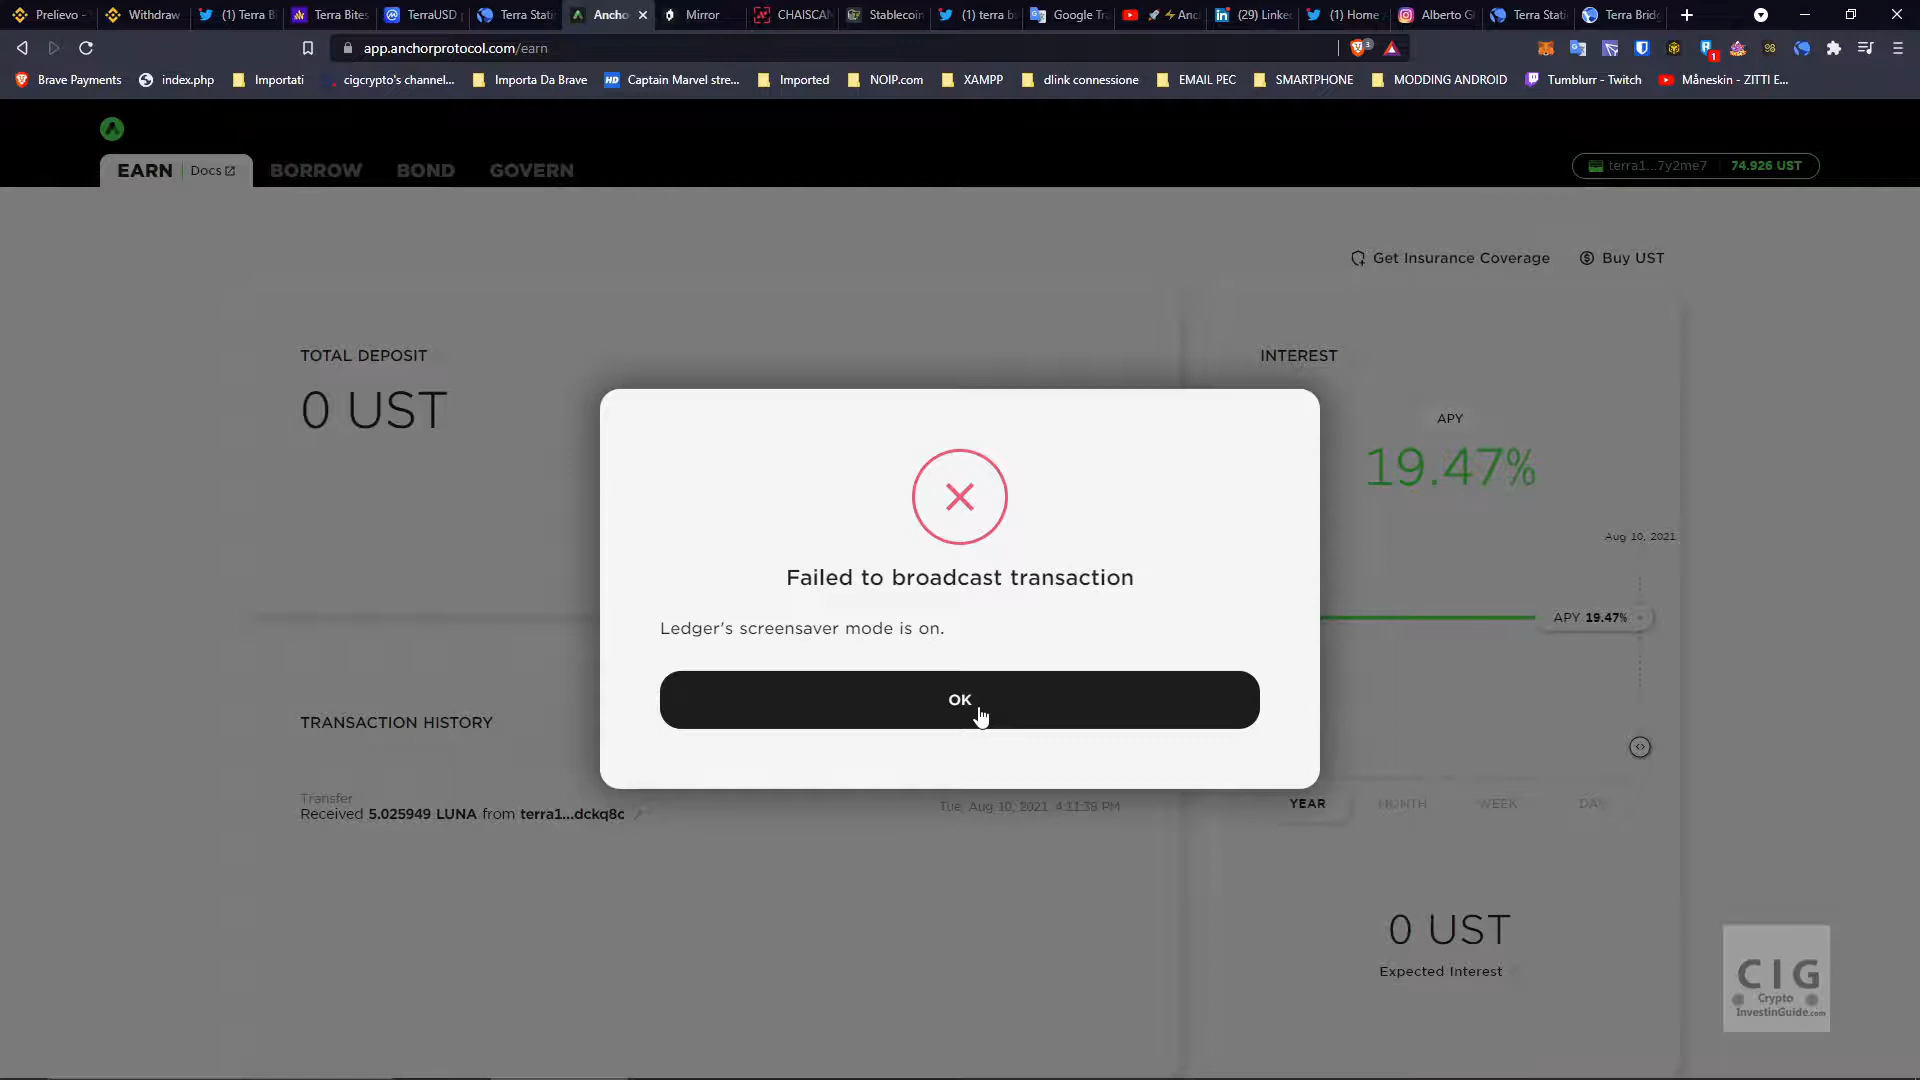 Prelievo -
Withdraw
(1) Terra B
Terra Bites
TerraUSD
Terra Stati
Ancho
Mirror
CHAISCAN
Stablecoin
(1) terra b
Google Tra
Anc
(29) Linke
(1) Home
Alberto G
Terra Stati
Terra Bridg
app.anchorprotocol.com/earn
3
1
98
Brave Payments
index.php
Importati
cigcrypto's channel...
Importa Da Brave
HD
Captain Marvel stre...
Imported
NOIP.com
XAMPP
dlink connessione
EMAIL PEC
SMARTPHONE
MODDING ANDROID
Tumblurr - Twitch
Måneskin - ZITTI E...
EARN
Docs
BORROW
BOND
GOVERN
terra1...7y2me7
74.926 UST
Get Insurance Coverage
Buy UST
TOTAL DEPOSIT
0 UST
INTEREST
APY
19.47%
Aug 10, 2021
APY 19.47%
Failed to broadcast transaction
Ledger's screensaver mode is on.
OK
TRANSACTION HISTORY
Transfer
Received 5.025949 LUNA from terra1...dckq8c
Tue, Aug 10, 2021, 4:11:38 PM
YEAR
MONTH
WEEK
DAY
0 UST
Expected Interest
CIG
Crypto
InvestinGuide.com